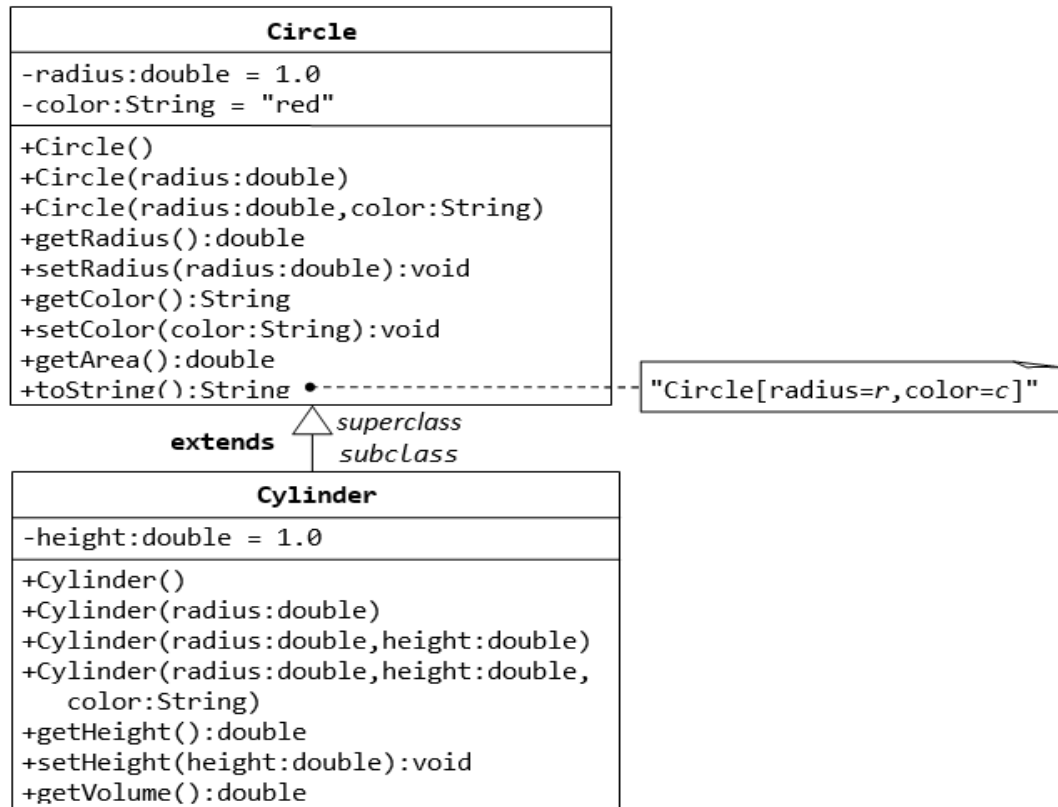 Circle
-radius:double = 1.0
-color:String = "red"
+Circle()
+Circle(radius:double)
+Circle(radius:double,color:String)
+getRadius():double
+setRadius(radius:double):void
+getColor():String
+setColor(color:String):void
+getArea():double
+toString():String
"Circle[radius=r,color=c]"
superclass
extends
subclass
Cylinder
-height:double = 1.0
+Cylinder()
+Cylinder(radius:double)
+Cylinder(radius:double,height:double)
+Cylinder(radius:double,height:double,
color:String)
+getHeight():double
+setHeight(height:double):void
+getVolume():double